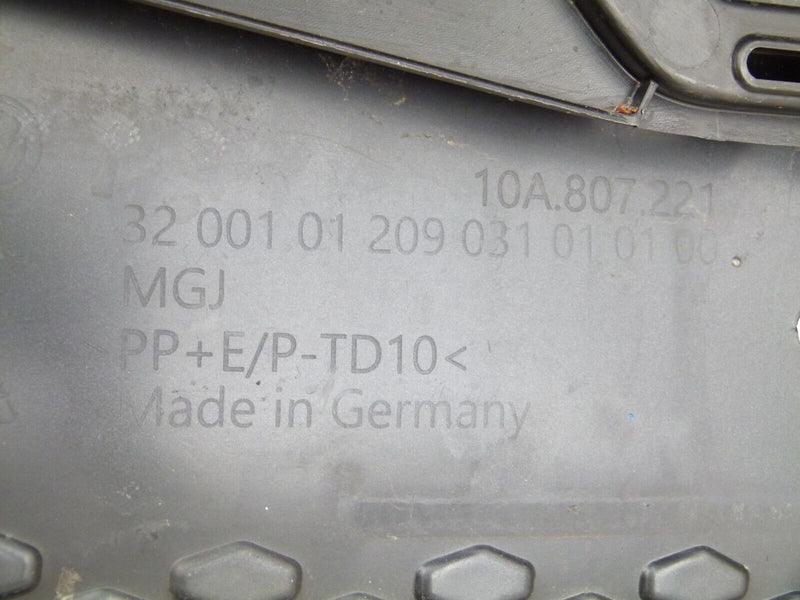 10A.807.221
32 001 01 209 031 01 01 00
MGJ
PP+E/P-TD10<
Made in Germany